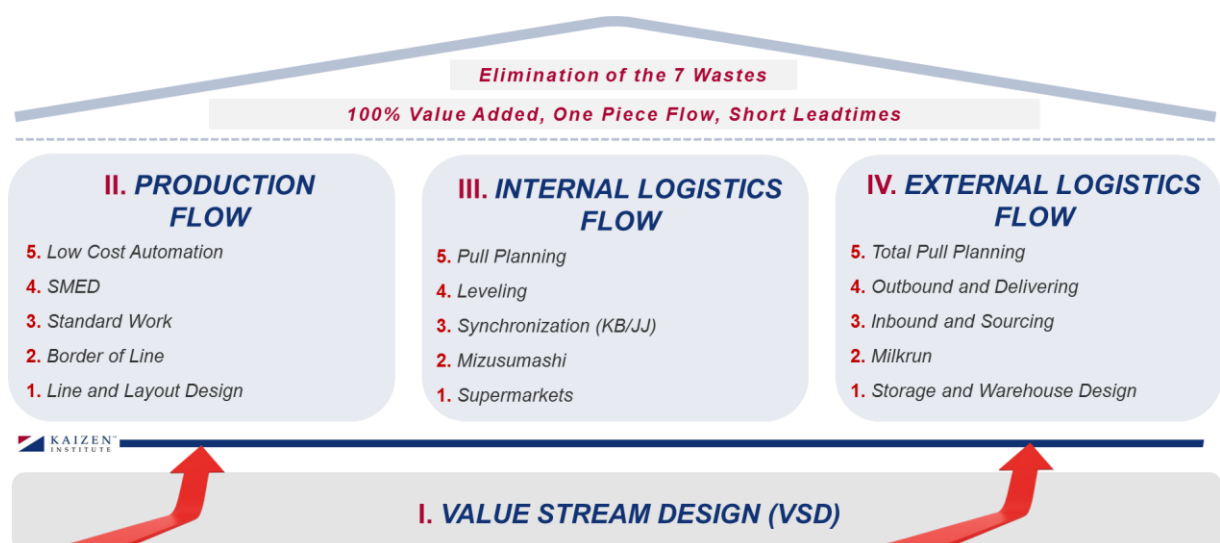 Elimination of the 7 Wastes
100% Value Added, One Piece Flow, Short Leadtimes
II. PRODUCTION
FLOW
5. Low Cost Automation
4. SMED
3. Standard Work
2. Border of Line
1. Line and Layout Design
III. INTERNAL LOGISTICS
FLOW
5. Pull Planning
4. Leveling
3. Synchronization (KB/JJ)
2. Mizusumashi
1. Supermarkets
IV. EXTERNAL LOGISTICS
FLOW
5. Total Pull Planning
4. Outbound and Delivering
3. Inbound and Sourcing
2. Milkrun
1. Storage and Warehouse Design
KAIZEN™
INSTITUTE
I. VALUE STREAM DESIGN (VSD)